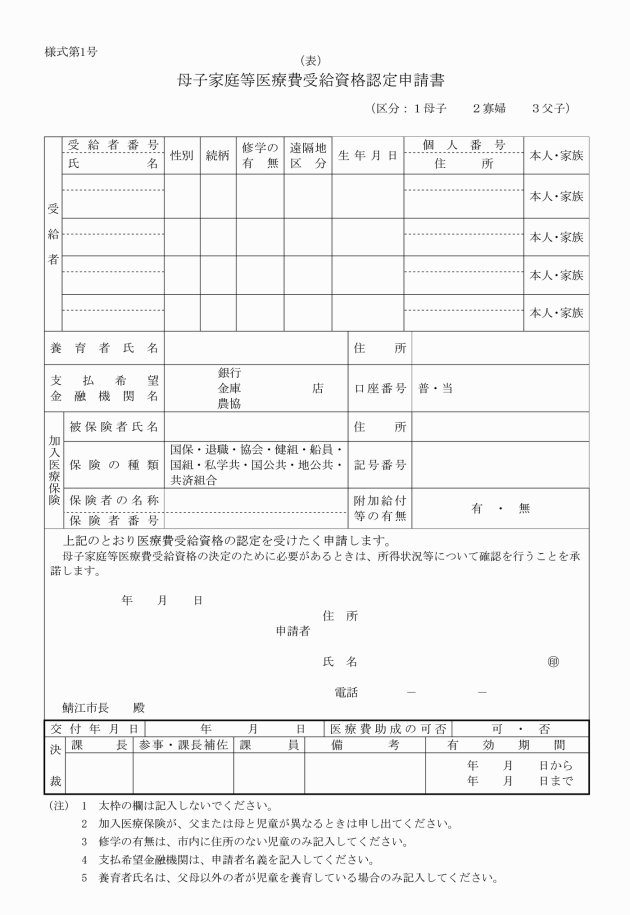 様式第1号
(表)
母子家庭等医療費受給資格認定申請書
(区分:1母子 2寡婦 3父子)
受給者
受給者番号
氏名
性別
続柄
修学の
有無
遠隔地
区分
生年月日
個人番号
住所
本人・家族
本人・家族
本人・家族
本人・家族
本人・家族
養育者氏名
住所
支払希望
金融機関名
銀行
金庫 店
農協
口座番号
普・当
加入医療保険
被保険者氏名
住所
保険の種類
国保・退職・協会・健組・船員・
国組・私学共・国公共・地公共・
共済組合
記号番号
保険者の名称
保険者番号
附加給付
等の有無
有・無
上記のとおり医療費受給資格の認定を受けたく申請します。
母子家庭等医療費受給資格の決定のために必要があるときは、所得状況等について確認を行うことを承
諾します。
年 月 日
住所
申請者
氏名 ㊞
電話 - -
鯖江市長 殿
交付年月日 年 月 日 医療費助成の可否 可・否
決裁
課長 参事・課長補佐 課員 備考 有効期間
年 月 日から
年 月 日まで
(注) 1 太枠の欄は記入しないでください。
2 加入医療保険が、父または母と児童が異なるときは申し出てください。
3 修学の有無は、市内に住所のない児童のみ記入してください。
4 支払希望金融機関は、申請者名義を記入してください。
5 養育者氏名は、父母以外の者が児童を養育している場合のみ記入してください。